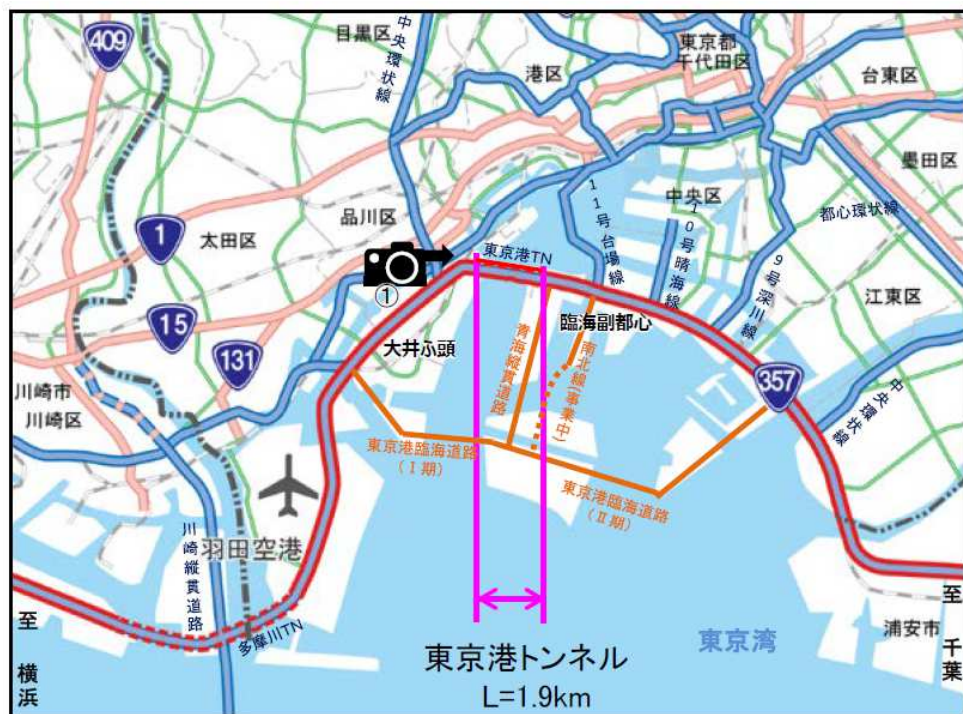 409
目黒区
中央環状線
港区
東京都
千代田区
台東区
墨田区
中央区
都心環状線
11号台場線
10号晴海線
9号深川線
品川区
1
太田区
東京港TN
①
江東区
15
131
大井ふ頭
臨海副都心
青海縦貫道路
南北線(事業中)
357
中央環状線
川崎市
川崎区
東京港臨海道路
(Ⅰ期)
東京港臨海道路
(Ⅱ期)
羽田空港
川崎縦貫道路
多摩川TN
至 横浜
至 千葉
浦安市
東京湾
東京港トンネル
L=1.9km